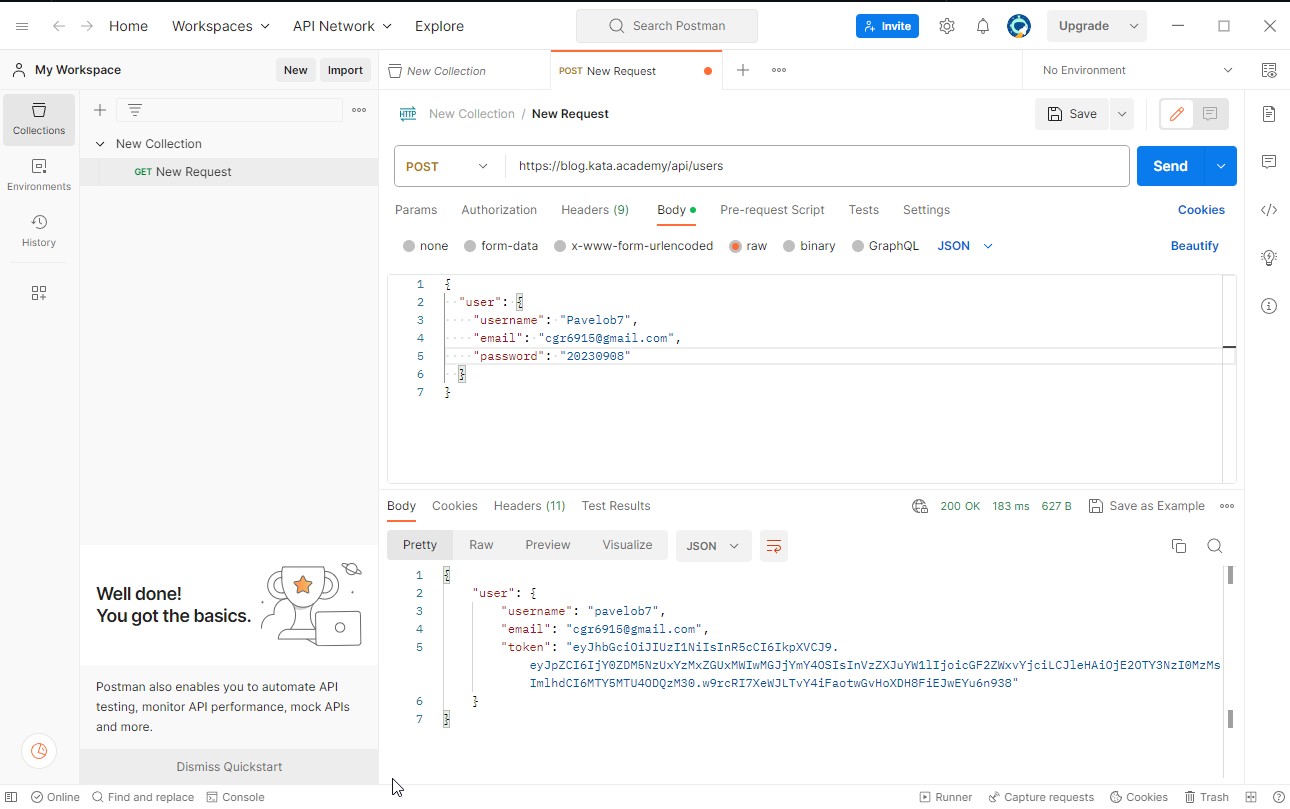 Home Workspaces API Network Explore Search Postman Invite Upgrade
My Workspace New Import New Collection POST New Request No Environment
Collections
Environments
History
New Collection
GET New Request
HTTP New Collection / New Request Save
POST https://blog.kata.academy/api/users Send
Params Authorization Headers (9) Body Pre-request Script Tests Settings Cookies
none form-data x-www-form-urlencoded raw binary GraphQL JSON Beautify
1 {
2 "user": {
3 "username": "Pavelob7",
4 "email": "cgr6915@gmail.com",
5 "password": "20230908"
6 }
7 }
Body Cookies Headers (11) Test Results 200 OK 183 ms 627 B Save as Example
Pretty Raw Preview Visualize JSON
1 {
2 "user": {
3 "username": "pavelob7",
4 "email": "cgr6915@gmail.com",
5 "token": "eyJhbGciOiJIUzI1NiIsInR5cCI6IkpXVCJ9.
eyJpZCI6IjY0ZDM5NzUxYzMxZGUxMWIwMGJjYmY4OSIsInVzZXJuYW1lIjoicGF2ZWxvYjciLCJleHAiOjE2OTY3NzI0MzMs
ImlhdCI6MTY5MTU4ODQzM30.w9rcRI7XeWJLTvY4iFaotwGvHoXDH8FiEJwEYu6n938"
6 }
7 }
Well done!
You got the basics.
Postman also enables you to automate API
testing, monitor API performance, mock APIs
and more.
Dismiss Quickstart
Online Find and replace Console Runner Capture requests Cookies Trash